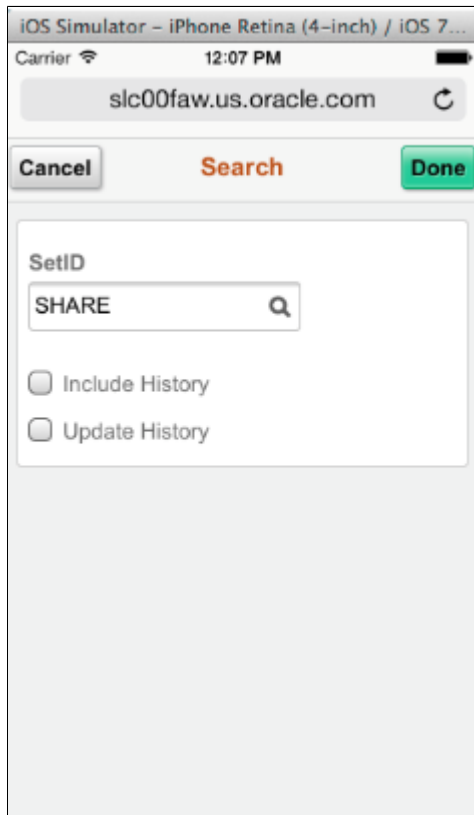 iOS Simulator – iPhone Retina (4-inch) / iOS 7...
Carrier 12:07 PM
slc00faw.us.oracle.com
Cancel Search Done
SetID
SHARE
Include History
Update History